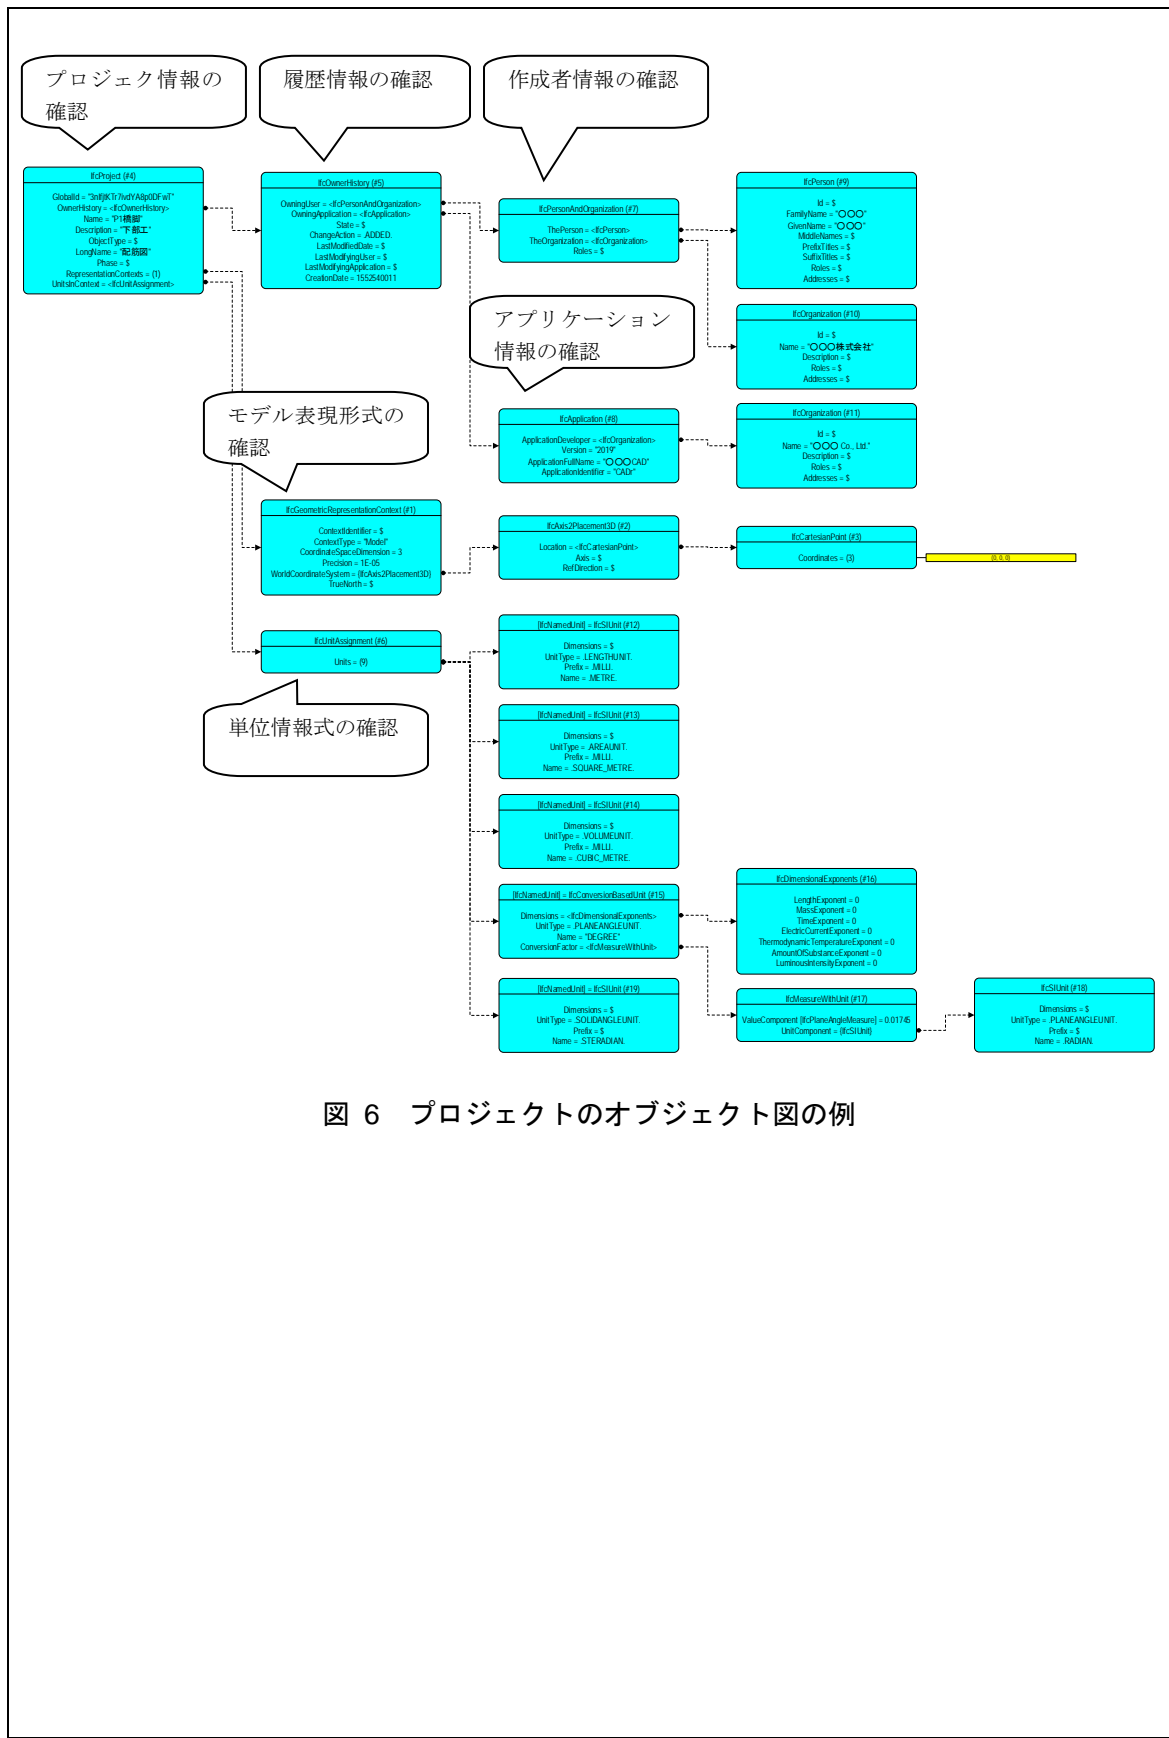 プロジェク情報の
確認
履歴情報の確認
作成者情報の確認
IfcProject (#4)
GlobalId = "3nIfjtKTr7ivdYA8p0DFwT"
OwnerHistory = <IfcOwnerHistory>
Name = "P1橋脚"
Description = "下部工"
ObjectType = $
LongName = "配筋図"
Phase = $
RepresentationContexts = (1)
UnitsInContext = <IfcUnitAssignment>
IfcOwnerHistory (#5)
OwningUser = <IfcPersonAndOrganization>
OwningApplication = <IfcApplication>
State = $
ChangeAction = .ADDED.
LastModifiedDate = $
LastModifyingUser = $
LastModifyingApplication = $
CreationDate = 1552540011
IfcPersonAndOrganization (#7)
ThePerson = <IfcPerson>
TheOrganization = <IfcOrganization>
Roles = $
IfcPerson (#9)
Id = $
FamilyName = "〇〇〇"
GivenName = "〇〇〇"
MiddleNames = $
PrefixTitles = $
SuffixTitles = $
Roles = $
Addresses = $
IfcOrganization (#10)
Id = $
Name = "〇〇〇株式会社"
Description = $
Roles = $
Addresses = $
アプリケーション
情報の確認
IfcApplication (#8)
ApplicationDeveloper = <IfcOrganization>
Version = "2019"
ApplicationFullName = "〇〇〇CAD"
ApplicationIdentifier = "CADr"
IfcOrganization (#11)
Id = $
Name = "〇〇〇 Co., Ltd."
Description = $
Roles = $
Addresses = $
モデル表現形式の
確認
IfcGeometricRepresentationContext (#1)
ContextIdentifier = $
ContextType = "Model"
CoordinateSpaceDimension = 3
Precision = 1E-05
WorldCoordinateSystem = {IfcAxis2Placement3D}
TrueNorth = $
IfcAxis2Placement3D (#2)
Location = <IfcCartesianPoint>
Axis = $
RefDirection = $
IfcCartesianPoint (#3)
Coordinates = (3)
(0, 0, 0)
IfcUnitAssignment (#6)
Units = (9)
単位情報式の確認
[IfcNamedUnit] = IfcSIUnit (#12)
Dimensions = $
UnitType = .LENGTHUNIT.
Prefix = .MILLI.
Name = .METRE.
[IfcNamedUnit] = IfcSIUnit (#13)
Dimensions = $
UnitType = .AREAUNIT.
Prefix = .MILLI.
Name = .SQUARE_METRE.
[IfcNamedUnit] = IfcSIUnit (#14)
Dimensions = $
UnitType = .VOLUMEUNIT.
Prefix = .MILLI.
Name = .CUBIC_METRE.
[IfcNamedUnit] = IfcConversionBasedUnit (#15)
Dimensions = <IfcDimensionalExponents>
UnitType = .PLANEANGLEUNIT.
Name = "DEGREE"
ConversionFactor = <IfcMeasureWithUnit>
IfcDimensionalExponents (#16)
LengthExponent = 0
MassExponent = 0
TimeExponent = 0
ElectricCurrentExponent = 0
ThermodynamicTemperatureExponent = 0
AmountOfSubstanceExponent = 0
LuminousIntensityExponent = 0
[IfcNamedUnit] = IfcSIUnit (#19)
Dimensions = $
UnitType = .SOLIDANGLEUNIT.
Prefix = $
Name = .STERADIAN.
IfcMeasureWithUnit (#17)
ValueComponent [IfcPlaneAngleMeasure] = 0.01745
UnitComponent = {IfcSIUnit}
IfcSIUnit (#18)
Dimensions = $
UnitType = .PLANEANGLEUNIT.
Prefix = $
Name = .RADIAN.
図 6 プロジェクトのオブジェクト図の例